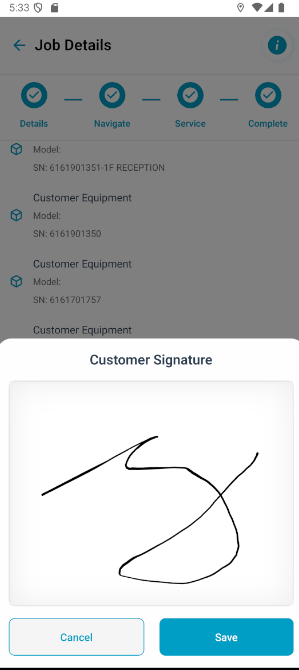 5:33
Job Details
Details
Navigate
Service
Complete
Model:
SN: 6161901351-1F RECEPTION
Customer Equipment
Model:
SN: 6161901350
Customer Equipment
Model:
SN: 6161701757
Customer Equipment
Customer Signature
Cancel
Save